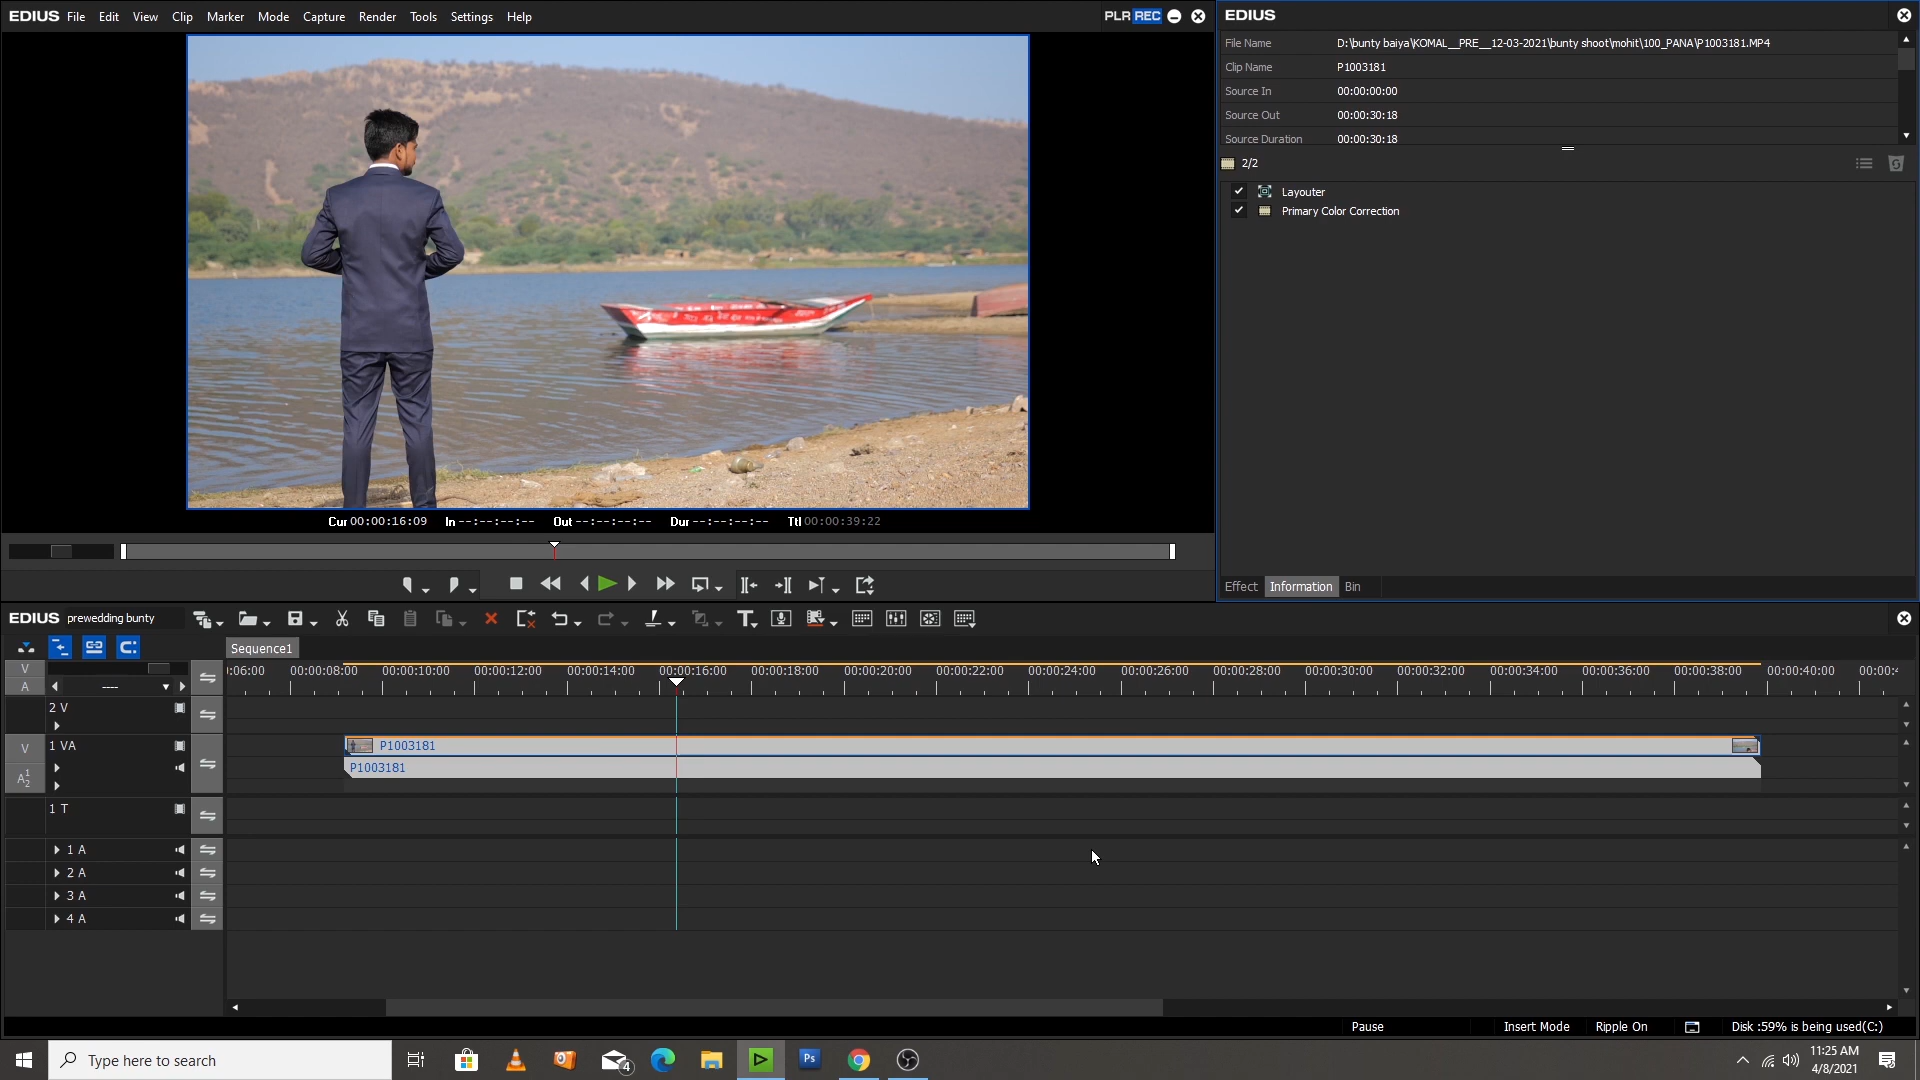 EDIUS File Edit View Clip Marker Mode Capture Render Tools Settings Help
PLR REC
EDIUS
File Name D:\bunty baiya\KOMAL__PRE__12-03-2021\bunty shoot\mohit\100_PANA\P1003181.MP4
Clip Name P1003181
Source In 00:00:00:00
Source Out 00:00:30:18
Source Duration 00:00:30:18
2/2
Layouter
Primary Color Correction
Cur 00:00:16:09 In --:--:--:-- Out --:--:--:-- Dur --:--:--:-- Ttl 00:00:39:22
Effect Information Bin
EDIUS prewedding bunty
Sequence1
V
A
----
:06:00 00:00:08:00 00:00:10:00 00:00:12:00 00:00:14:00 00:00:16:00 00:00:18:00 00:00:20:00 00:00:22:00 00:00:24:00 00:00:26:00 00:00:28:00 00:00:30:00 00:00:32:00 00:00:34:00 00:00:36:00 00:00:38:00 00:00:40:00
2 V
V 1 VA P1003181
A 1 2 P1003181
1 T
1 A
2 A
3 A
4 A
Pause Insert Mode Ripple On Disk :59% is being used(C:)
Type here to search
4
Ps
11:25 AM
4/8/2021